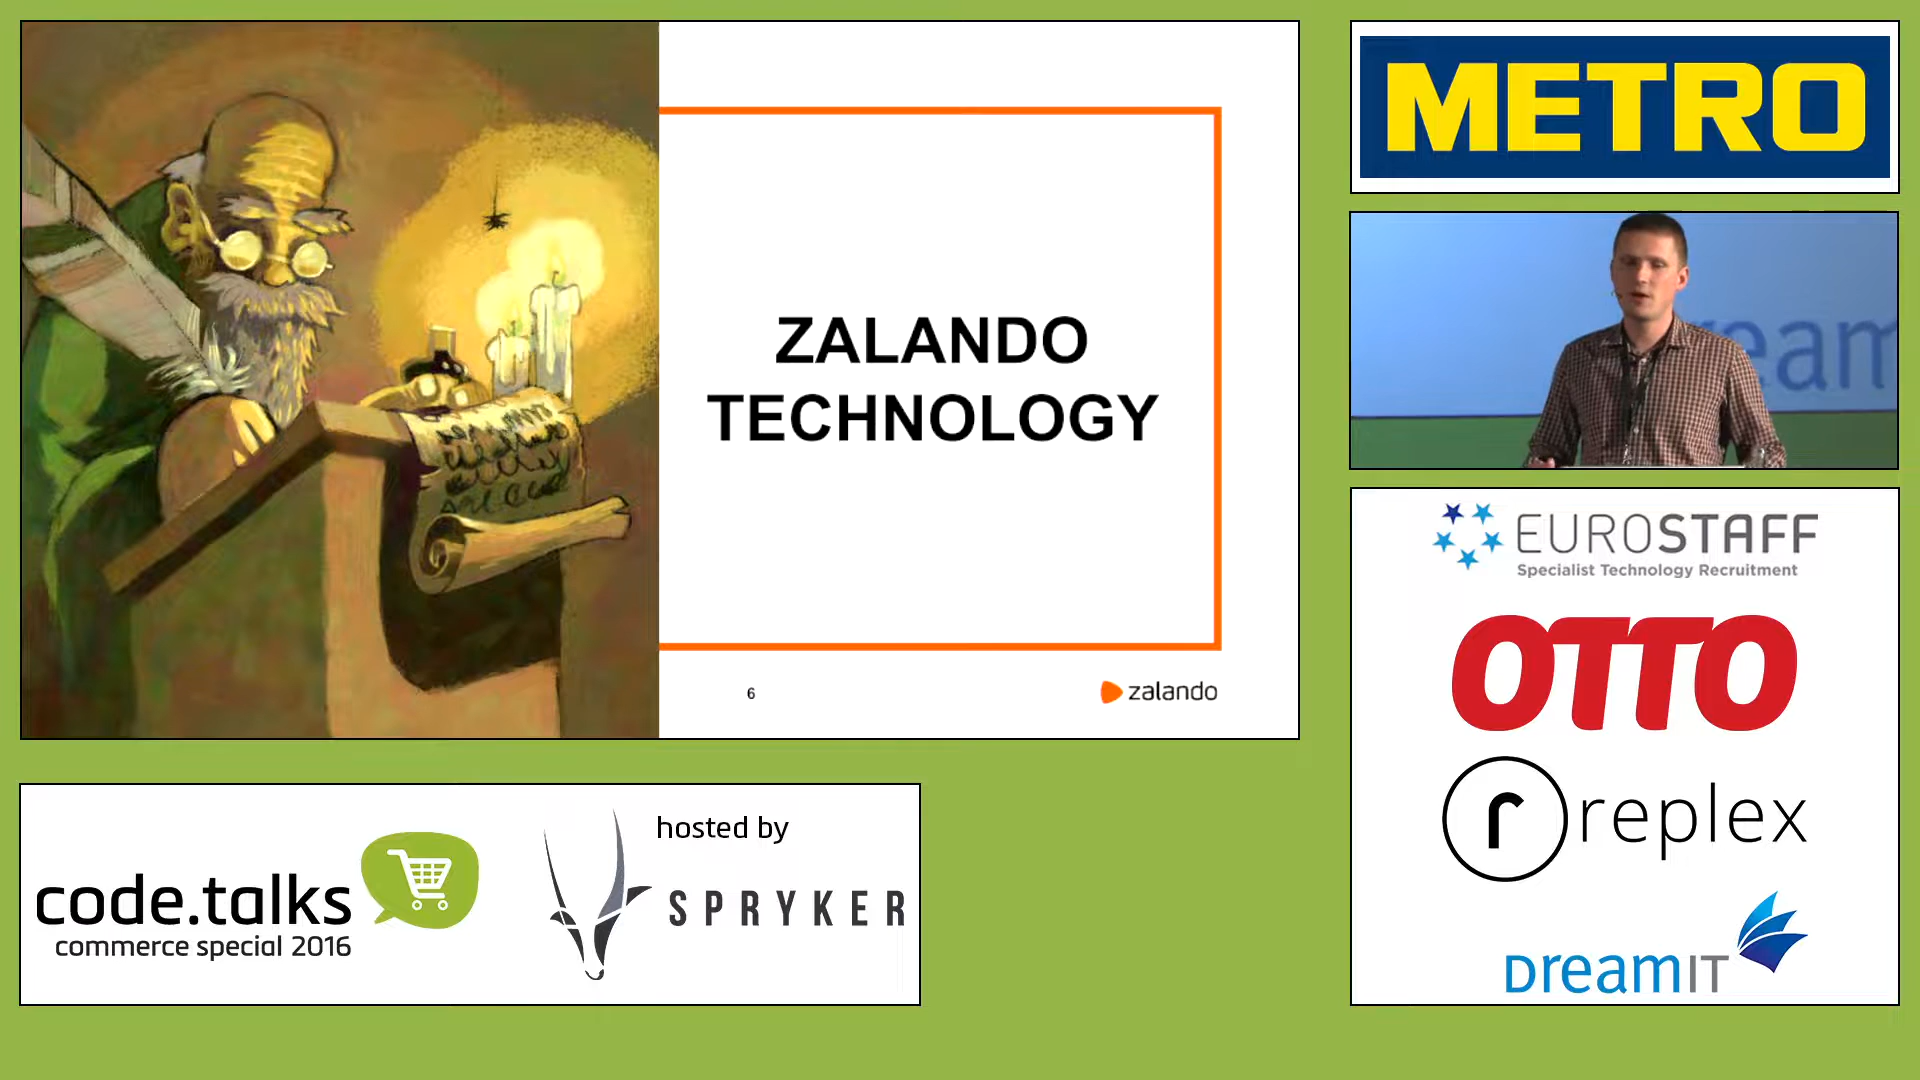 ZALANDO
TECHNOLOGY
6
zalando
METRO
eam
EUROSTAFF
Specialist Technology Recruitment
OTTO
r replex
DreamIT
code.talks
commerce special 2016
hosted by
SPRYKER